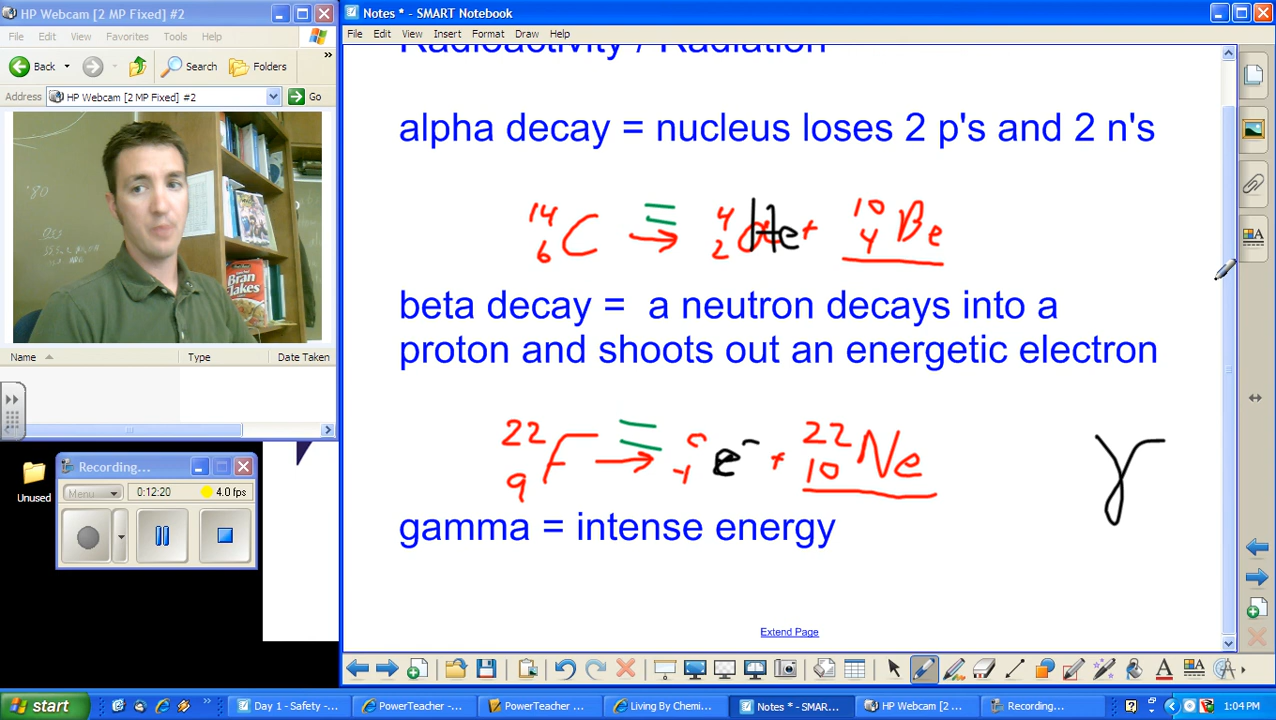 HP Webcam [2 MP Fixed] #2
File Edit View Favorites Tools Help »
Back Search Folders
Address HP Webcam [2 MP Fixed] #2 Go
'80
Bran
Flakes
Name Type Date Taken
Unused
Recording...
Menu 0:12:20 4.0 fps
Notes * - SMART Notebook
File Edit View Insert Format Draw Help
Radioactivity / Radiation
alpha decay = nucleus loses 2 p's and 2 n's
14 6 C → 4 2 He + 10 4 Be
beta decay = a neutron decays into a
proton and shoots out an energetic electron
22 9 F → 0 -1 e⁻ + 22 10 Ne
γ
gamma = intense energy
Extend Page
start Day 1 - Safety -... PowerTeacher -... PowerTeacher ... Living By Chemi... Notes * - SMAR... HP Webcam [2 ... Recording... 1:04 PM